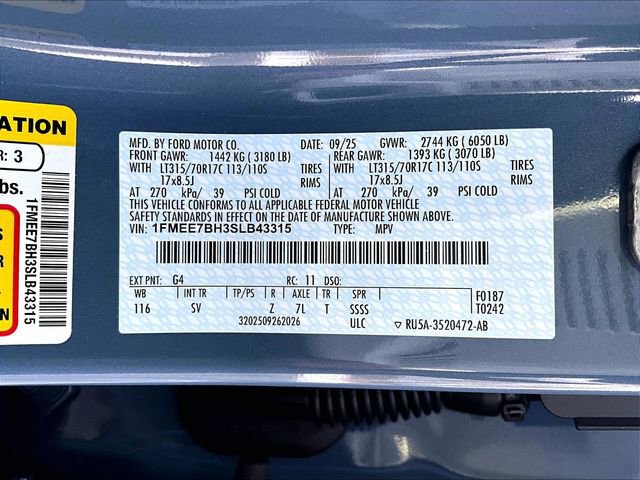 ATION
R: 3
bs.
S
S
R
1FMEE7BH3SLB43315
MFD. BY FORD MOTOR CO. 09/25 GVWR: 2744 KG ( 6050 LB)
FRONT GAWR: 1442 KG ( 3180 LB) REAR GAWR: 1393 KG ( 3070 LB)
WITH LT315/70R17C 113/110S TIRES LT315/70R17C 113/110S TIRES
17x8.5J RIMS 17x8.5J RIMS
AT 270 kPa/ 39 PSI COLD AT 270 kPa/ 39 PSI COLD
THIS VEHICLE CONFORMS TO ALL APPLICABLE FEDERAL MOTOR VEHICLE
SAFETY STANDARDS IN EFFECT ON THE DATE OF MANUFACTURE SHOWN ABOVE.
VIN: 1FMEE7BH3SLB43315 TYPE: MPV
EXT PNT: G4 RC: 11 DSO:
WB INT TR TP/PS R AXLE TR SPR F0187
116 SV Z 7L T SSSS T0242
3202509262026 ULC RU5A-3520472-AB